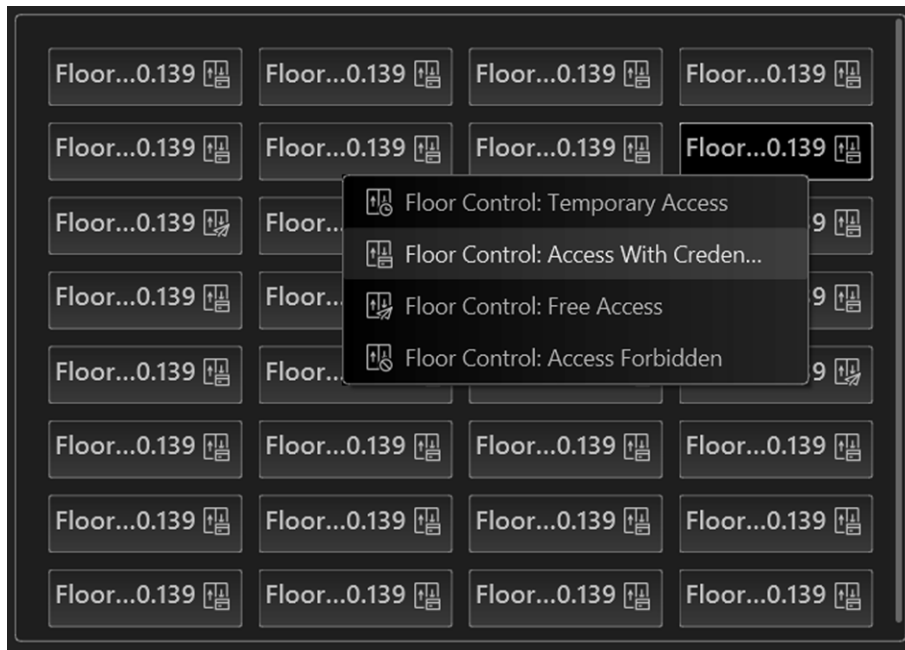 Floor...0.139 Floor...0.139 Floor...0.139 Floor...0.139
Floor...0.139 Floor...0.139 Floor...0.139 Floor...0.139
Floor Control: Temporary Access
Floor...0.139 Floor... 9
Floor Control: Access With Creden...
Floor...0.139 Floor... 9
Floor Control: Free Access
Floor Control: Access Forbidden
Floor...0.139 Floor... 9
Floor...0.139 Floor...0.139 Floor...0.139 Floor...0.139
Floor...0.139 Floor...0.139 Floor...0.139 Floor...0.139
Floor...0.139 Floor...0.139 Floor...0.139 Floor...0.139